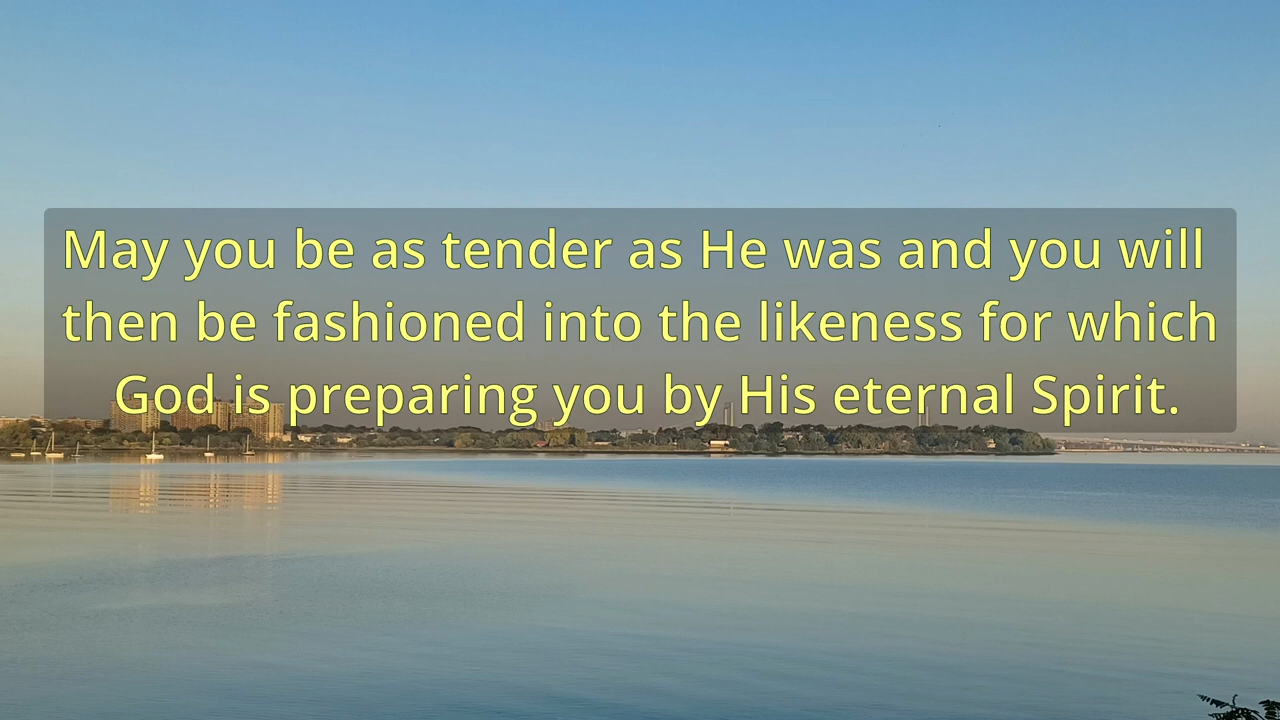 May you be as tender as He was and you will
then be fashioned into the likeness for which
God is preparing you by His eternal Spirit.